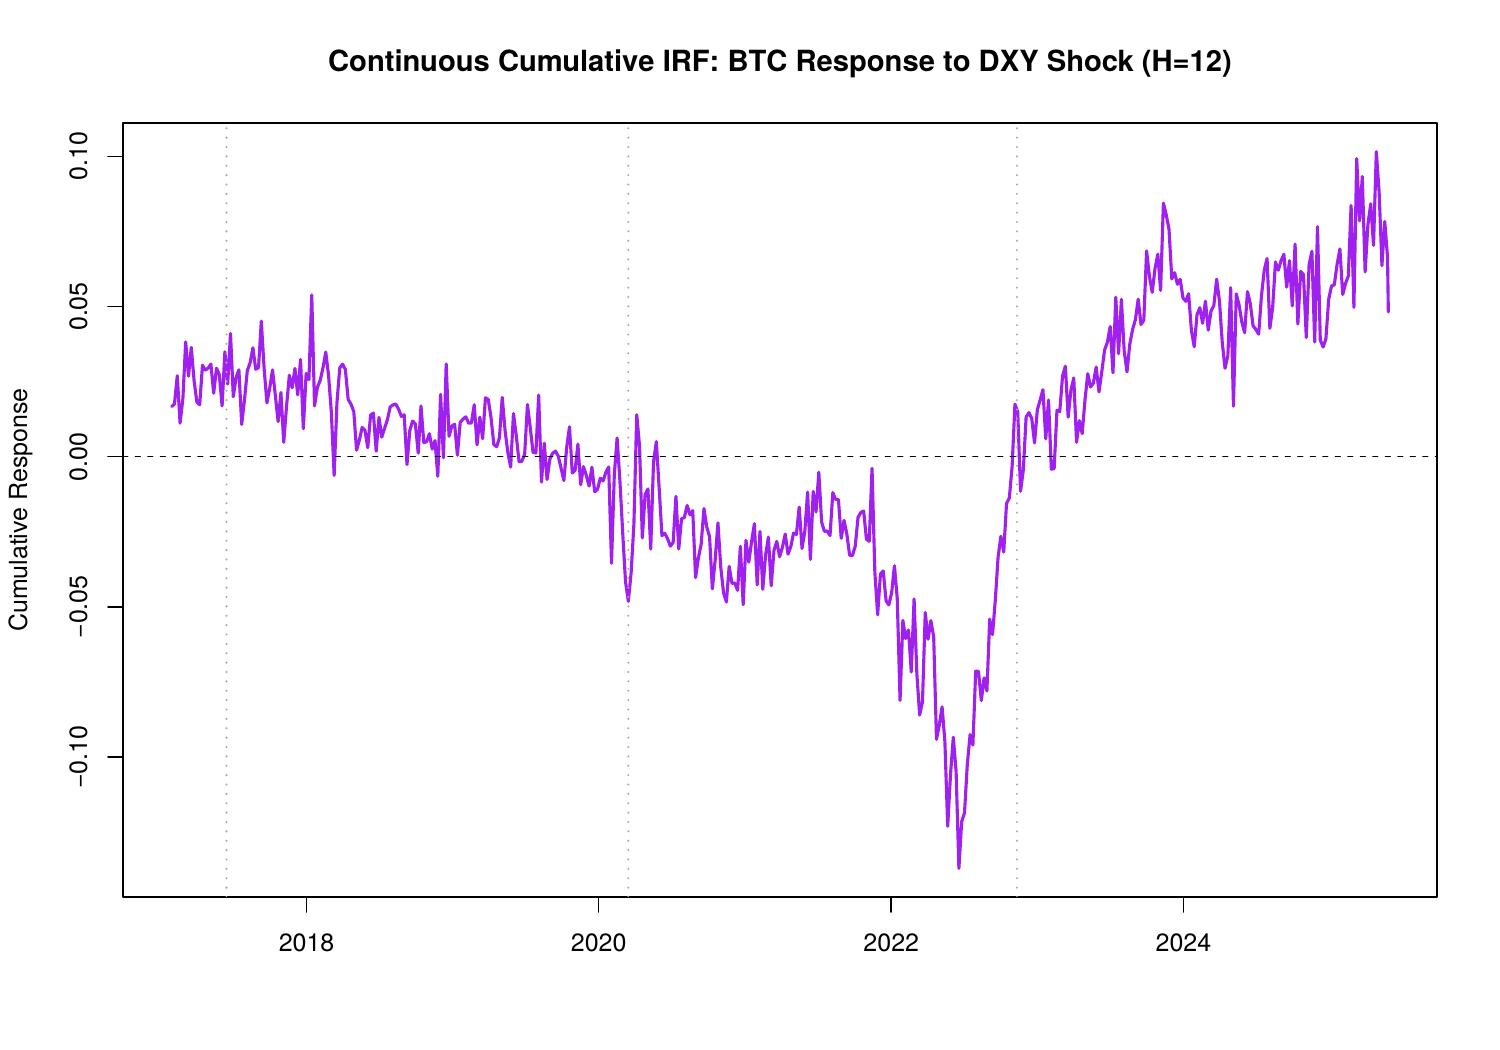 Continuous Cumulative IRF: BTC Response to DXY Shock (H=12)
Cumulative Response
0.10
0.05
0.00
−0.05
−0.10
2018 2020 2022 2024